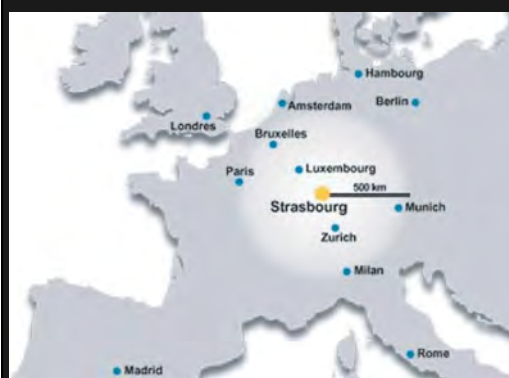 Hambourg
Berlin
Amsterdam
Londres
Bruxelles
Luxembourg
Paris
500 km
Strasbourg
Munich
Zurich
Milan
Rome
Madrid